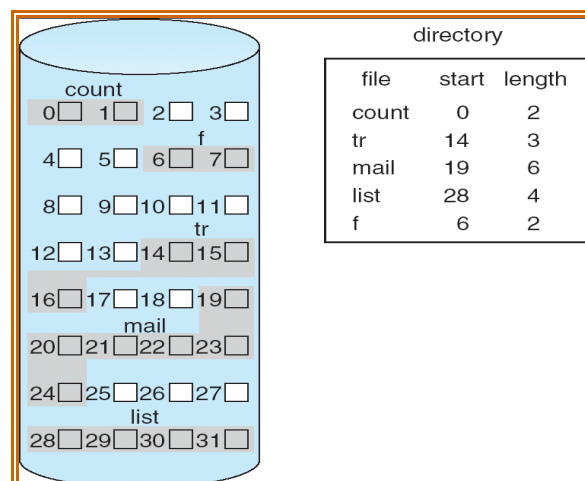 directory
file start length
count 0 2
tr 14 3
mail 19 6
list 28 4
f 6 2
count
0 1 2 3
f
4 5 6 7
8 9 10 11
tr
12 13 14 15
16 17 18 19
mail
20 21 22 23
24 25 26 27
list
28 29 30 31